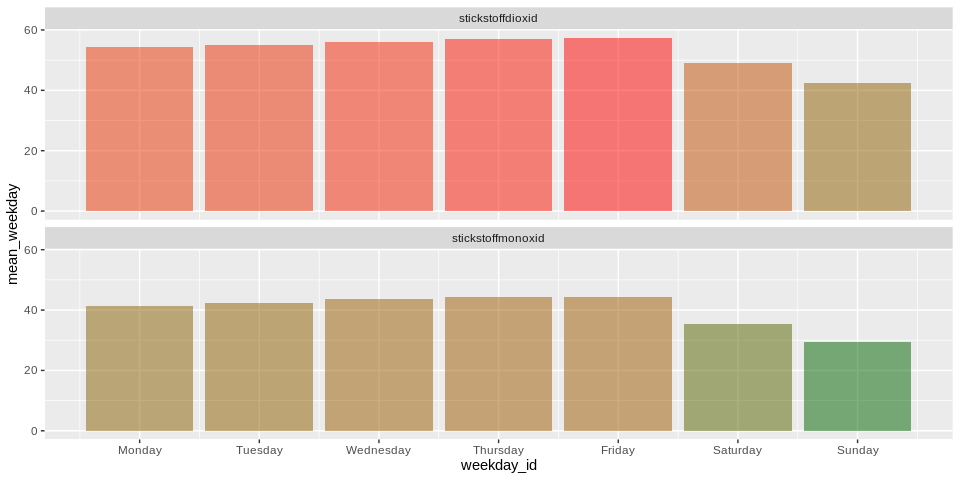 stickstoffdioxid
60
40
20
0
stickstoffmonoxid
60
40
20
0
mean_weekday
Monday Tuesday Wednesday Thursday Friday Saturday Sunday
weekday_id